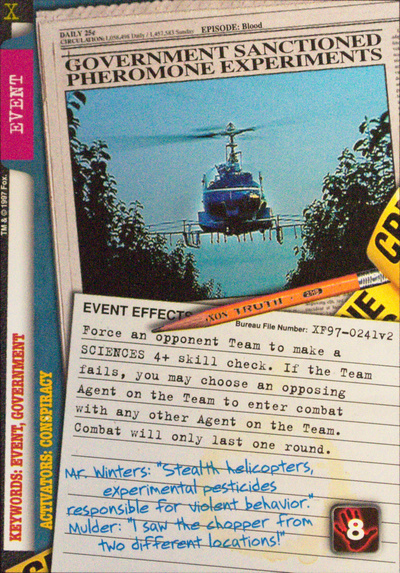 X
EVENT
TM & © 1997 Fox.
KEYWORDS: EVENT, GOVERNMENT
ACTIVATORS: CONSPIRACY
DAILY 25¢
EPISODE: Blood
CIRCULATION: 1,056,498 Daily / 1,457,583 Sunday
GOVERNMENT SANCTIONED
PHEROMONE EXPERIMENTS
TRUTH
EVENT EFFECTS
Bureau File Number: XF97-0241v2
Force an opponent Team to make a
SCIENCES 4+ skill check. If the Team
fails, you may choose an opposing
Agent on the Team to enter combat
with any other Agent on the Team.
Combat will only last one round.
Mr. Winters: "Stealth helicopters,
experimental pesticides
responsible for violent behavior."
Mulder: "I saw the chopper from
two different locations!"
8